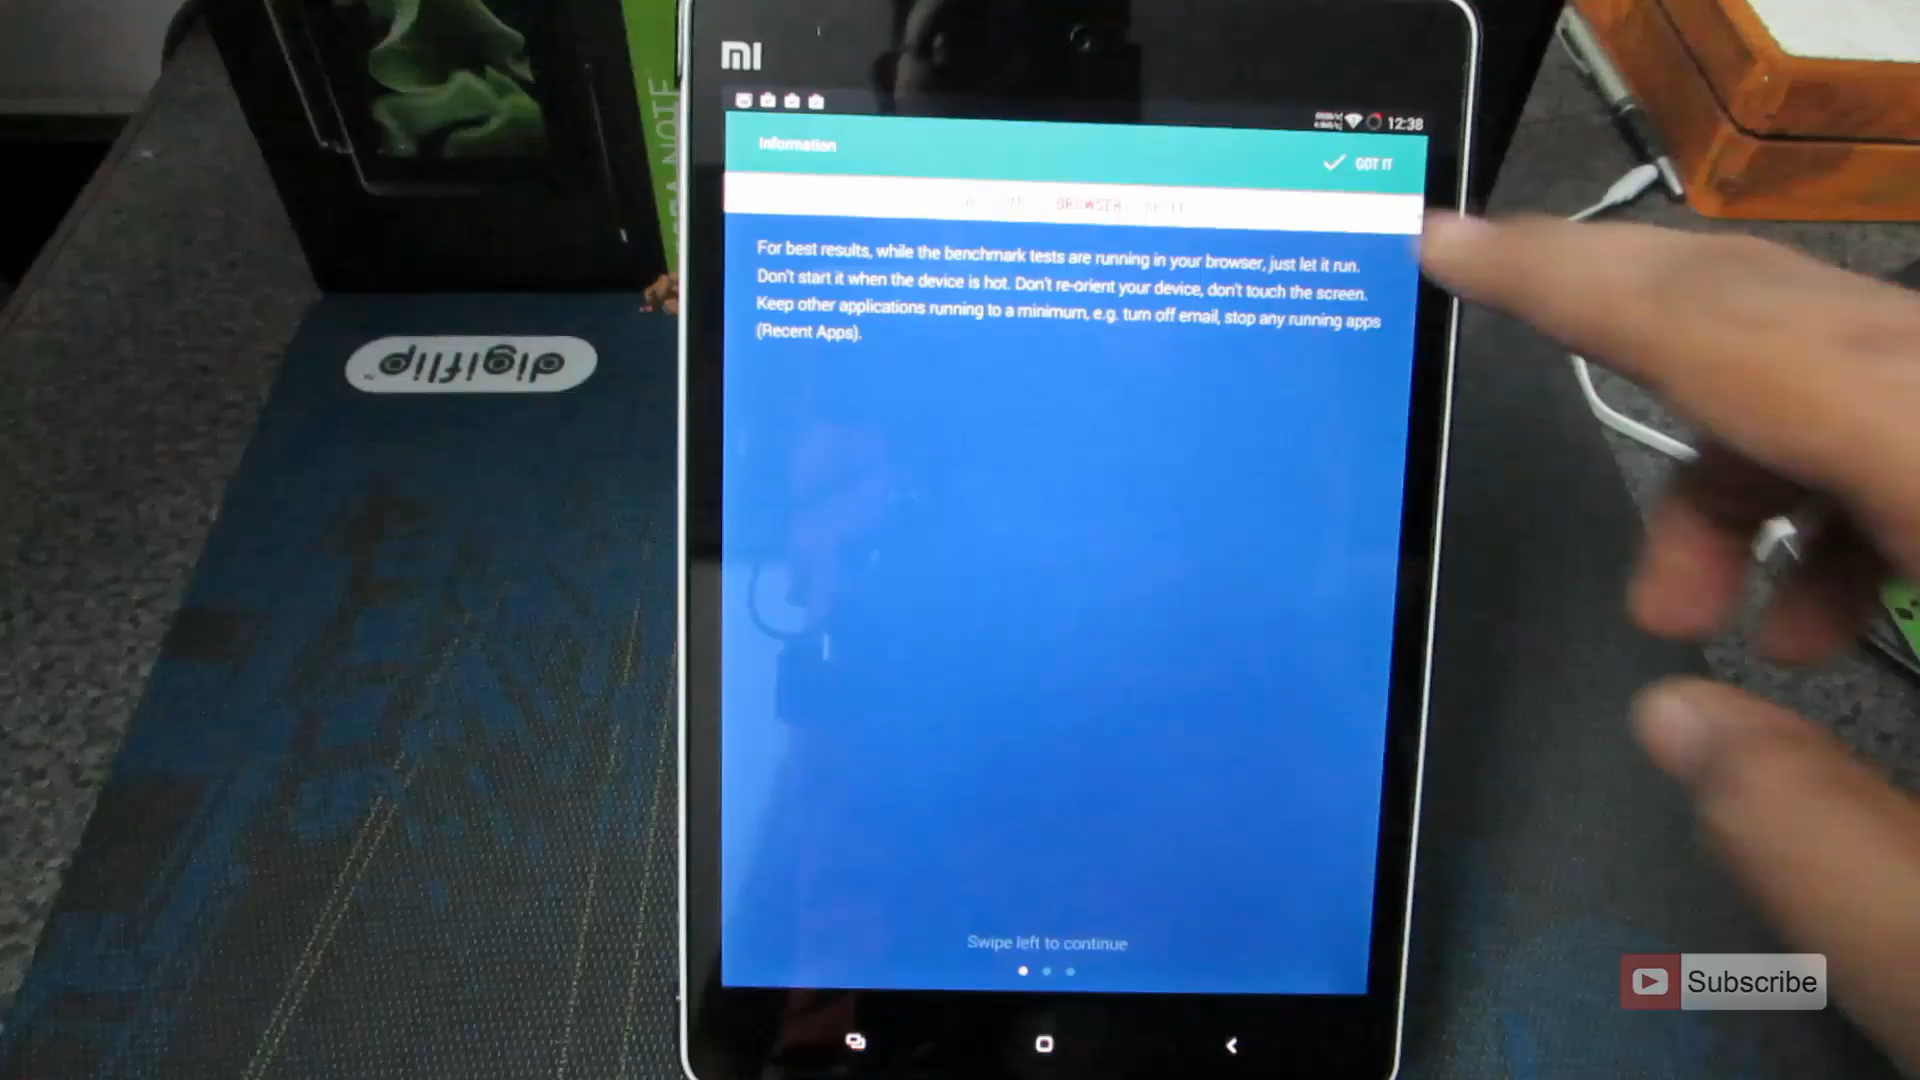 mi
12:38
Information
GOT IT
BROWSER
For best results, while the benchmark tests are running in your browser, just let it run.
Don't start it when the device is hot. Don't re-orient your device, don't touch the screen.
Keep other applications running to a minimum, e.g. turn off email, stop any running apps
(Recent Apps).
digiflip™
NOTE
Swipe left to continue
Subscribe